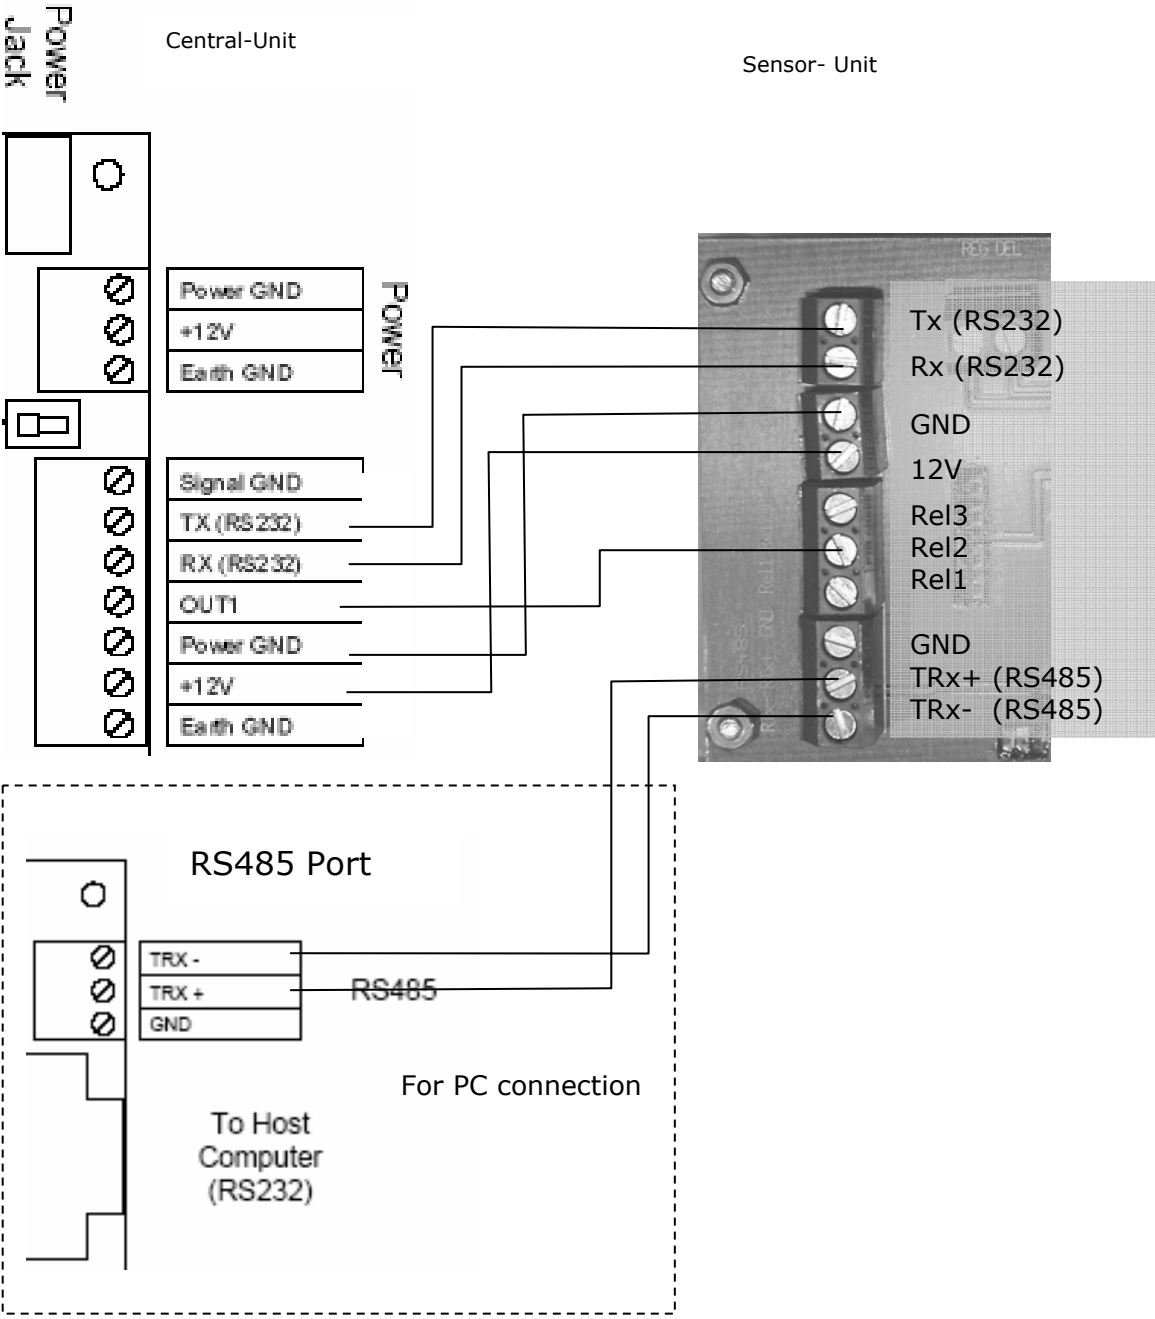 Power
Jack
Central-Unit
Sensor- Unit
REG DEL
Power GND
+12V
Earth GND
Power
Signal GND
TX (RS232)
RX (RS232)
OUT1
Power GND
+12V
Earth GND
Tx (RS232)
Rx (RS232)
GND
12V
Rel3
Rel2
Rel1
GND
TRx+ (RS485)
TRx- (RS485)
RS485 Port
TRX -
TRX +
GND
RS485
For PC connection
To Host
Computer
(RS232)